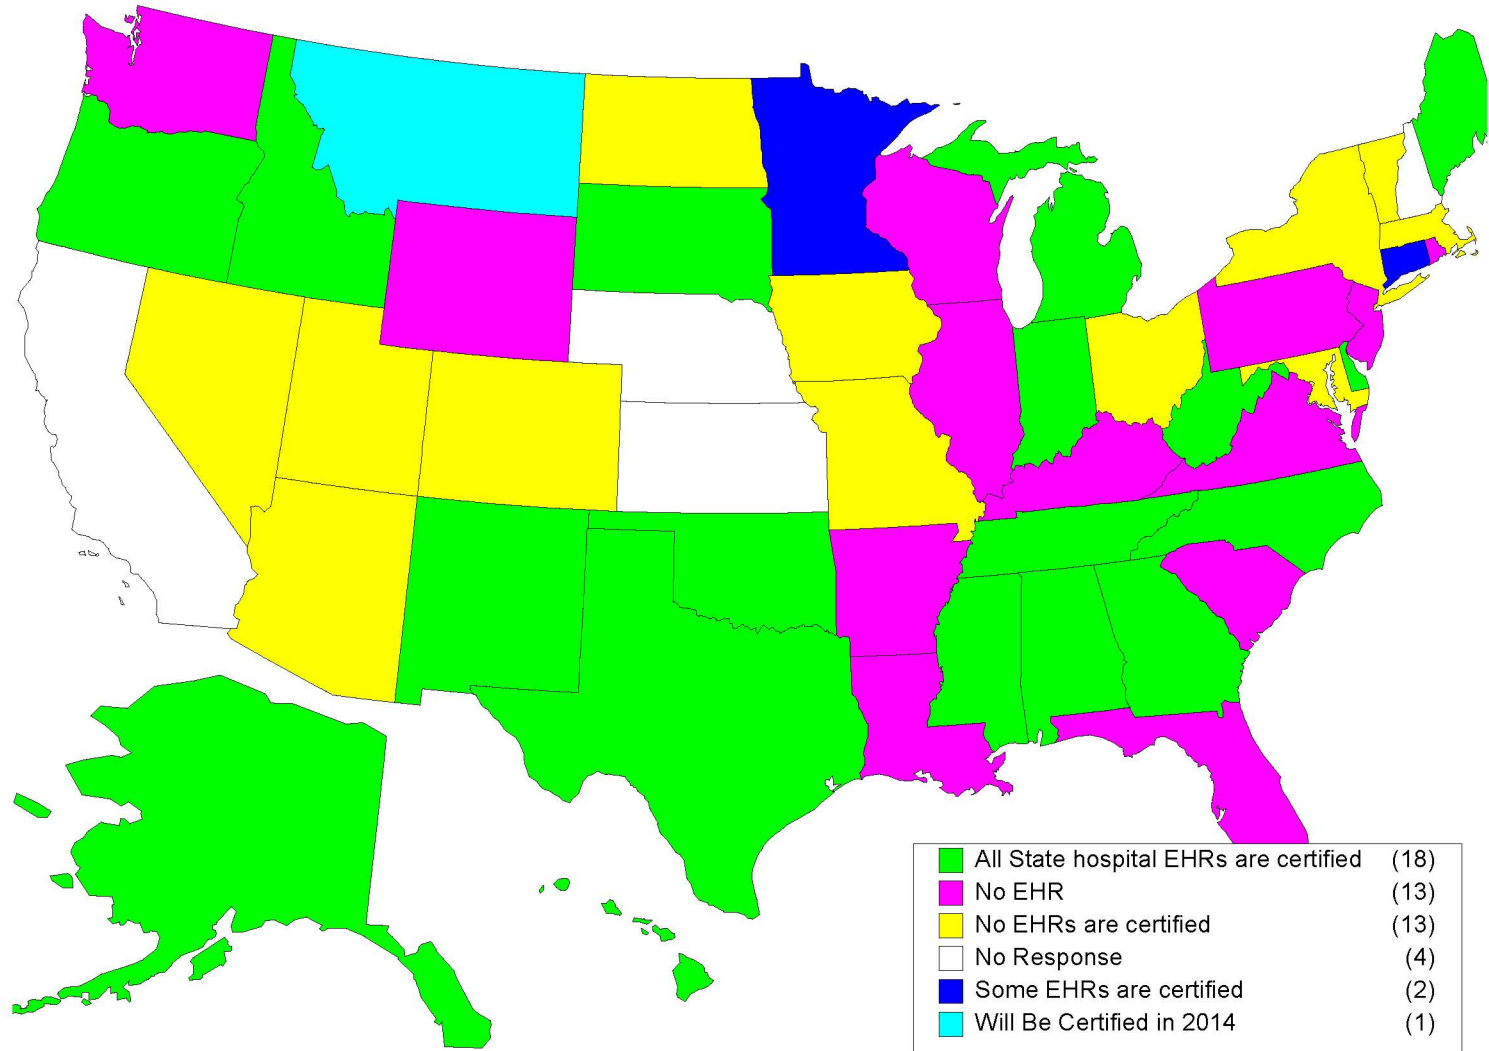 All State hospital EHRs are certified (18)
No EHR (13)
No EHRs are certified (13)
No Response (4)
Some EHRs are certified (2)
Will Be Certified in 2014 (1)